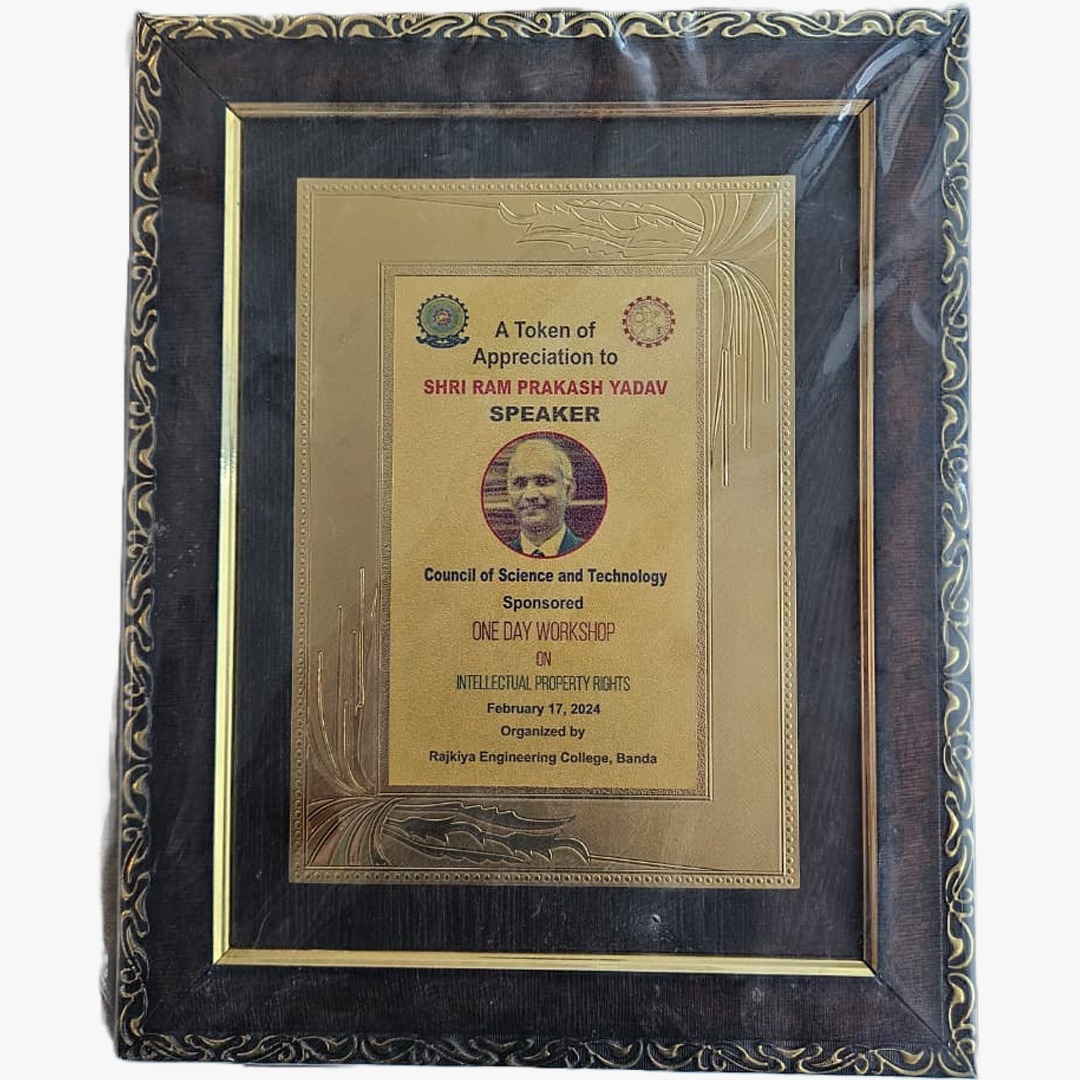 A Token of
Appreciation to
SHRI RAM PRAKASH YADAV
SPEAKER
Council of Science and Technology
Sponsored
ONE DAY WORKSHOP
ON
INTELLECTUAL PROPERTY RIGHTS
February 17, 2024
Organized by
Rajkiya Engineering College, Banda